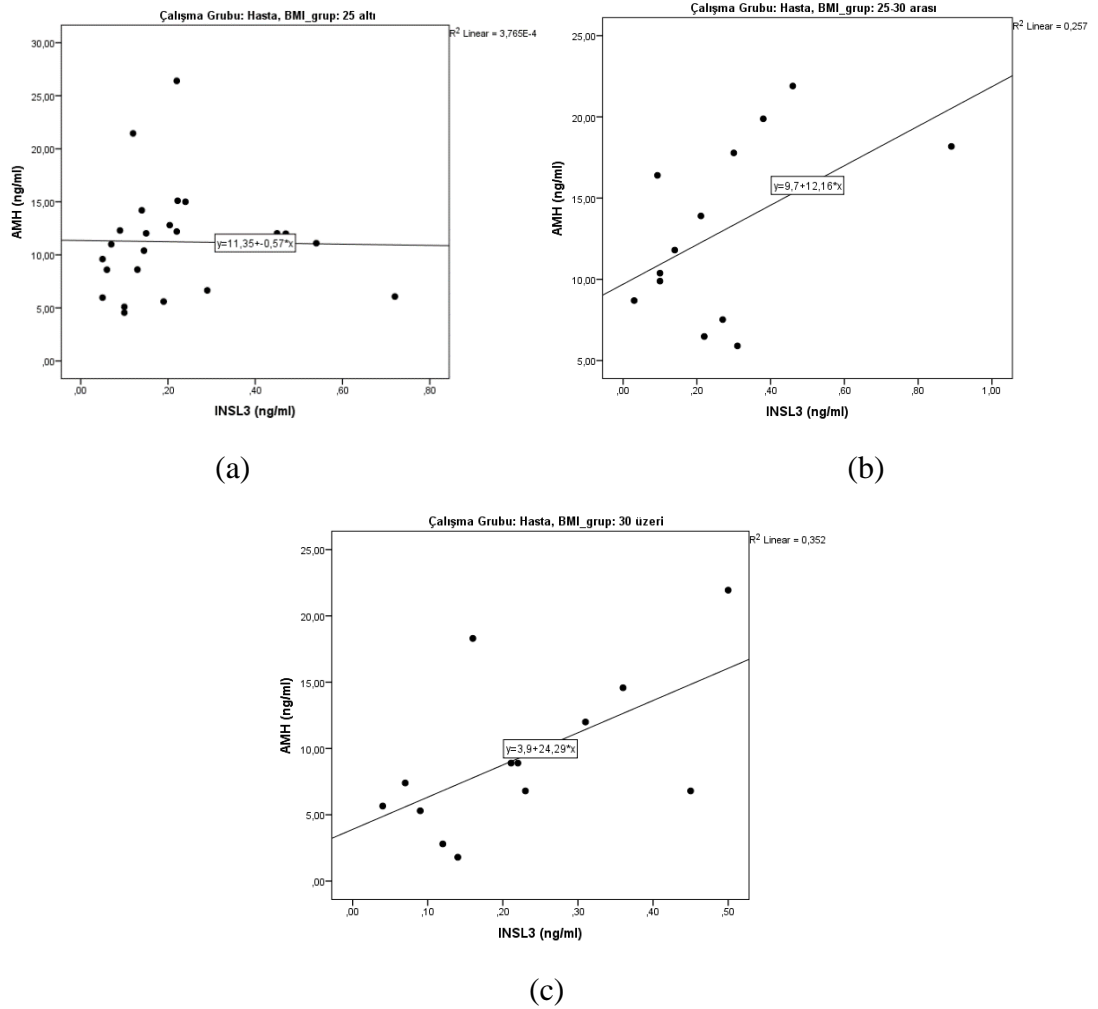 Çalışma Grubu: Hasta, BMI_grup: 25 altı
R2 Linear = 3,765E-4
30,00
25,00
20,00
15,00
10,00
5,00
,00
AMH (ng/ml)
y=11,35+-0,57*x
,00 ,20 ,40 ,60 ,80
INSL3 (ng/ml)
(a)
Çalışma Grubu: Hasta, BMI_grup: 25-30 arası
R2 Linear = 0,257
25,00
20,00
15,00
10,00
5,00
AMH (ng/ml)
y=9,7+12,16*x
,00 ,20 ,40 ,60 ,80 1,00
INSL3 (ng/ml)
(b)
Çalışma Grubu: Hasta, BMI_grup: 30 üzeri
R2 Linear = 0,352
25,00
20,00
15,00
10,00
5,00
,00
AMH (ng/ml)
y=3,9+24,29*x
,00 ,10 ,20 ,30 ,40 ,50
INSL3 (ng/ml)
(c)